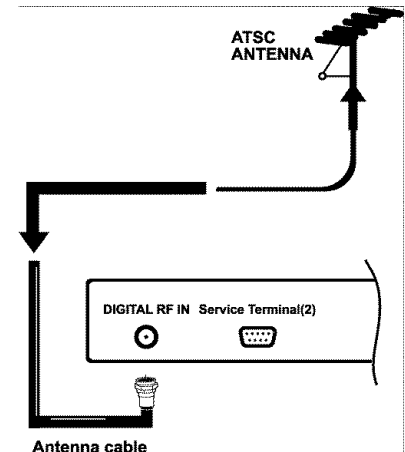 ATSC
ANTENNA
DIGITAL RF IN Service Terminal(2)
Antenna cable